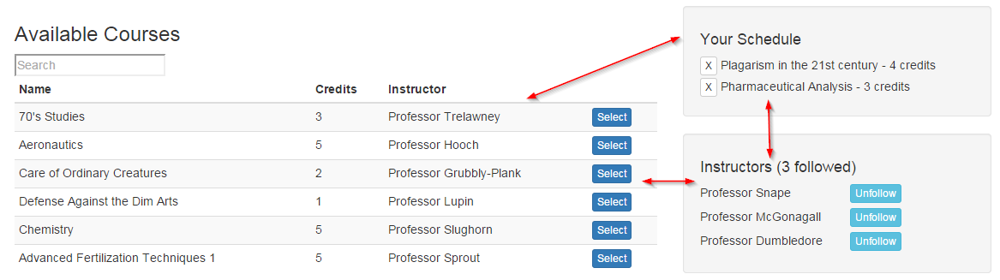 Available Courses
Search
Name Credits Instructor
70's Studies 3 Professor Trelawney Select
Aeronautics 5 Professor Hooch Select
Care of Ordinary Creatures 2 Professor Grubbly-Plank Select
Defense Against the Dim Arts 1 Professor Lupin Select
Chemistry 5 Professor Slughorn Select
Advanced Fertilization Techniques 1 5 Professor Sprout Select
Your Schedule
X Plagarism in the 21st century - 4 credits
X Pharmaceutical Analysis - 3 credits
Instructors (3 followed)
Professor Snape Unfollow
Professor McGonagall Unfollow
Professor Dumbledore Unfollow